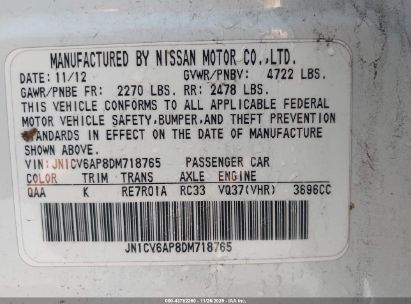 MANUFACTURED BY NISSAN MOTOR CO.,LTD.
DATE: 11/12 GVWR/PNBV: 4722 LBS.
GAWR/PNBE FR: 2270 LBS. RR: 2478 LBS.
THIS VEHICLE CONFORMS TO ALL APPLICABLE FEDERAL
MOTOR VEHICLE SAFETY,BUMPER,AND THEFT PREVENTION
STANDARDS IN EFFECT ON THE DATE OF MANUFACTURE
SHOWN ABOVE.
VIN: JN1CV6AP8DM718765 PASSENGER CAR
COLOR TRIM TRANS AXLE ENGINE
QAA K RE7R01A RC33 VQ37(VHR) 3696CC
JN1CV6AP8DM718765